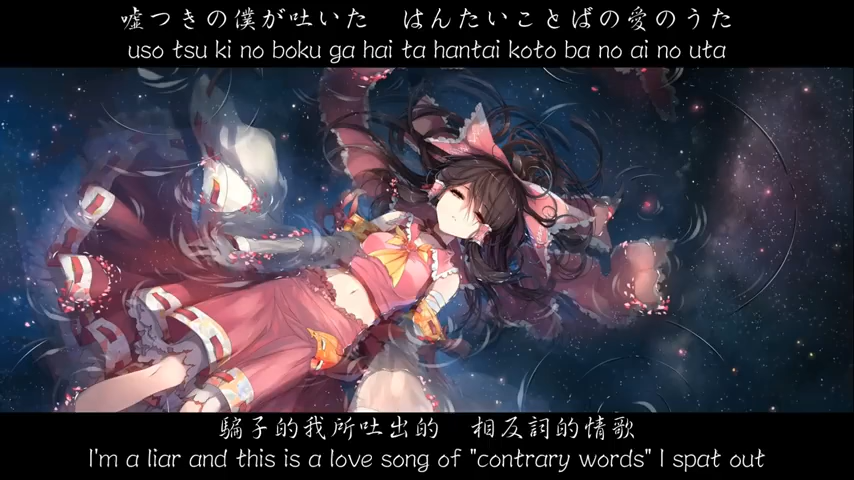 嘘つきの僕が吐いた　はんたいことばの愛のうた
uso tsu ki no boku ga hai ta hantai koto ba no ai no uta
騙子的我所吐出的　相互詞的情歌
I'm a liar and this is a love song of "contrary words" I spat out